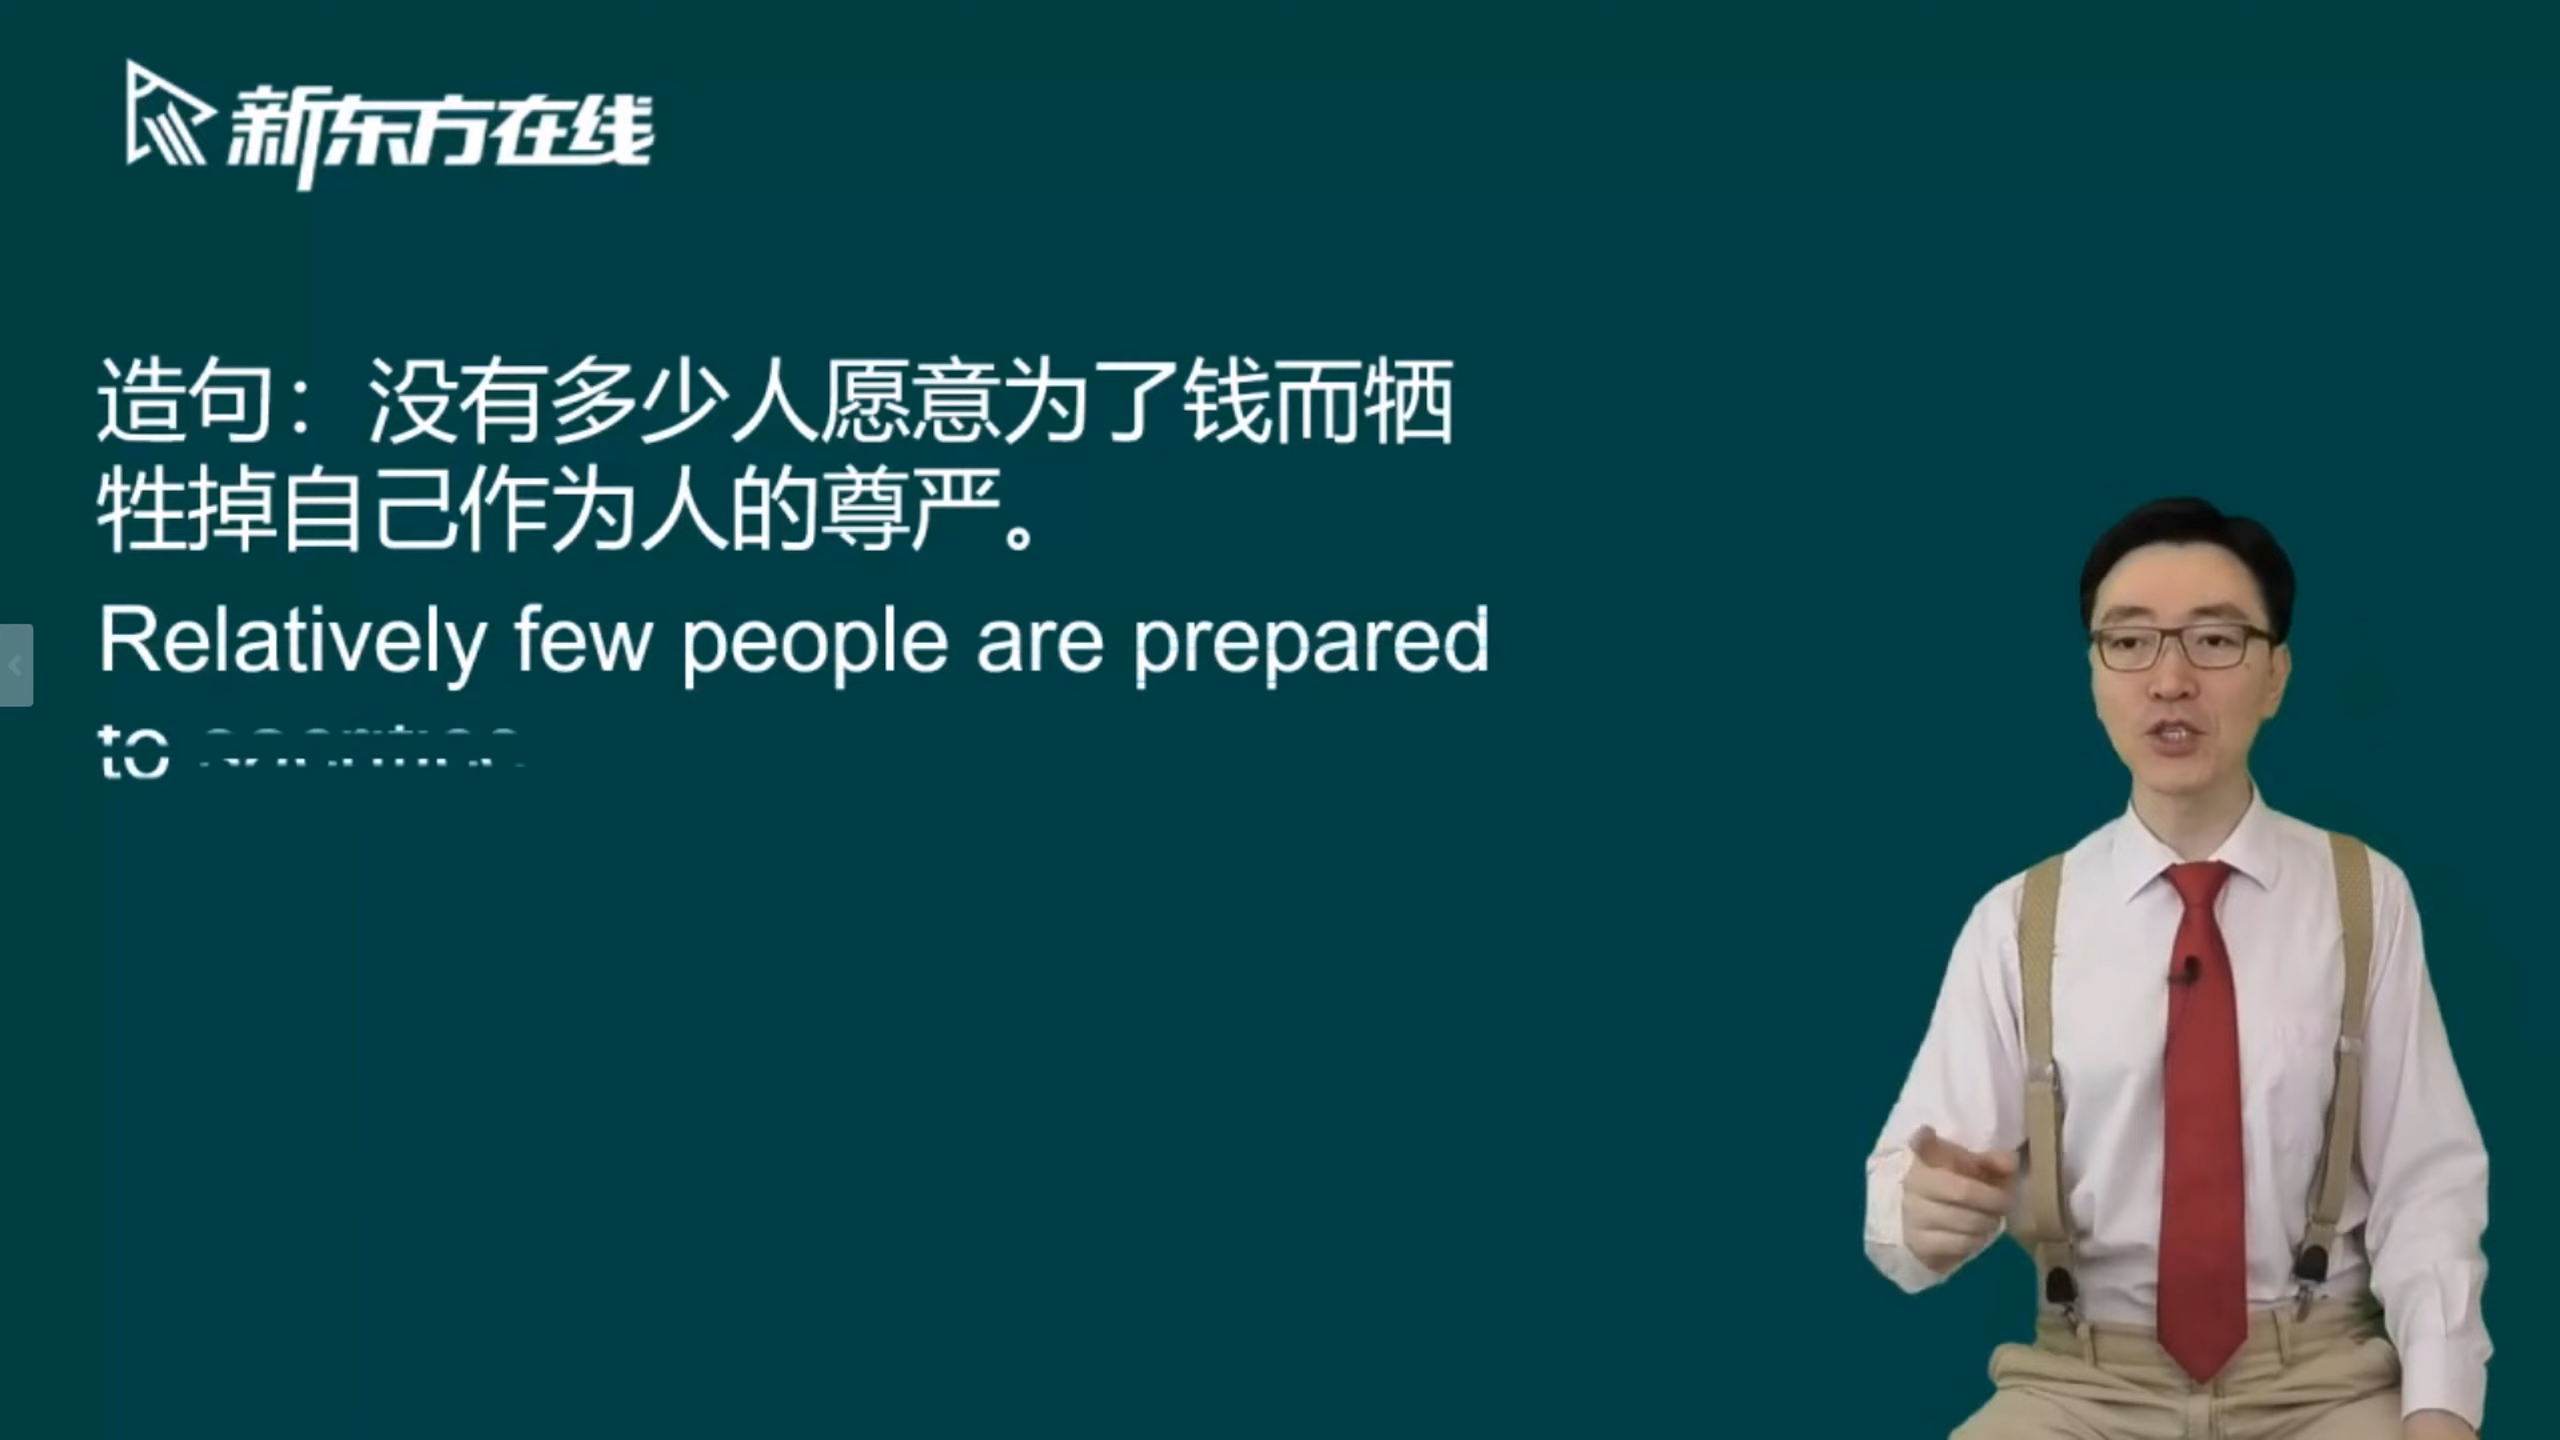 新东方在线
造句：没有多少人愿意为了钱而牺
牲掉自己作为人的尊严。
Relatively few people are prepared
to